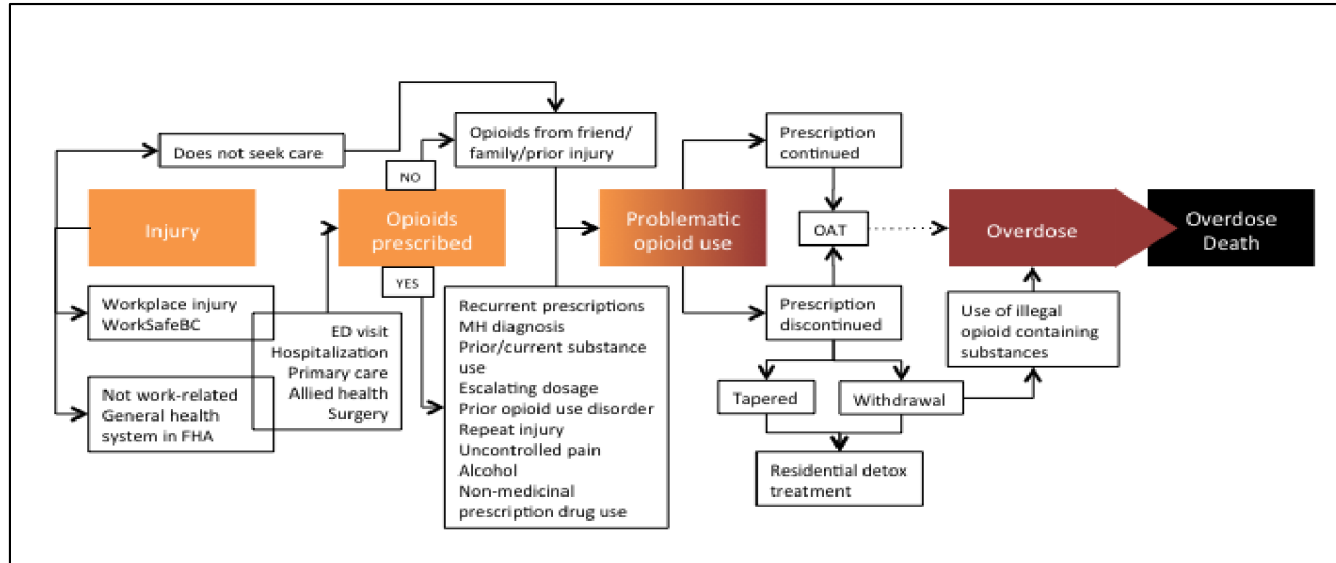 Does not seek care
Opioids from friend/
family/prior injury
Prescription
continued
NO
Injury
Opioids
prescribed
Problematic
opioid use
OAT
Overdose
Overdose
Death
YES
Workplace injury
WorkSafeBC
Not work-related
General health
system in FHA
ED visit
Hospitalization
Primary care
Allied health
Surgery
Recurrent prescriptions
MH diagnosis
Prior/current substance
use
Escalating dosage
Prior opioid use disorder
Repeat injury
Uncontrolled pain
Alcohol
Non-medicinal
prescription drug use
Prescription
discontinued
Tapered
Withdrawal
Residential detox
treatment
Use of illegal
opioid containing
substances